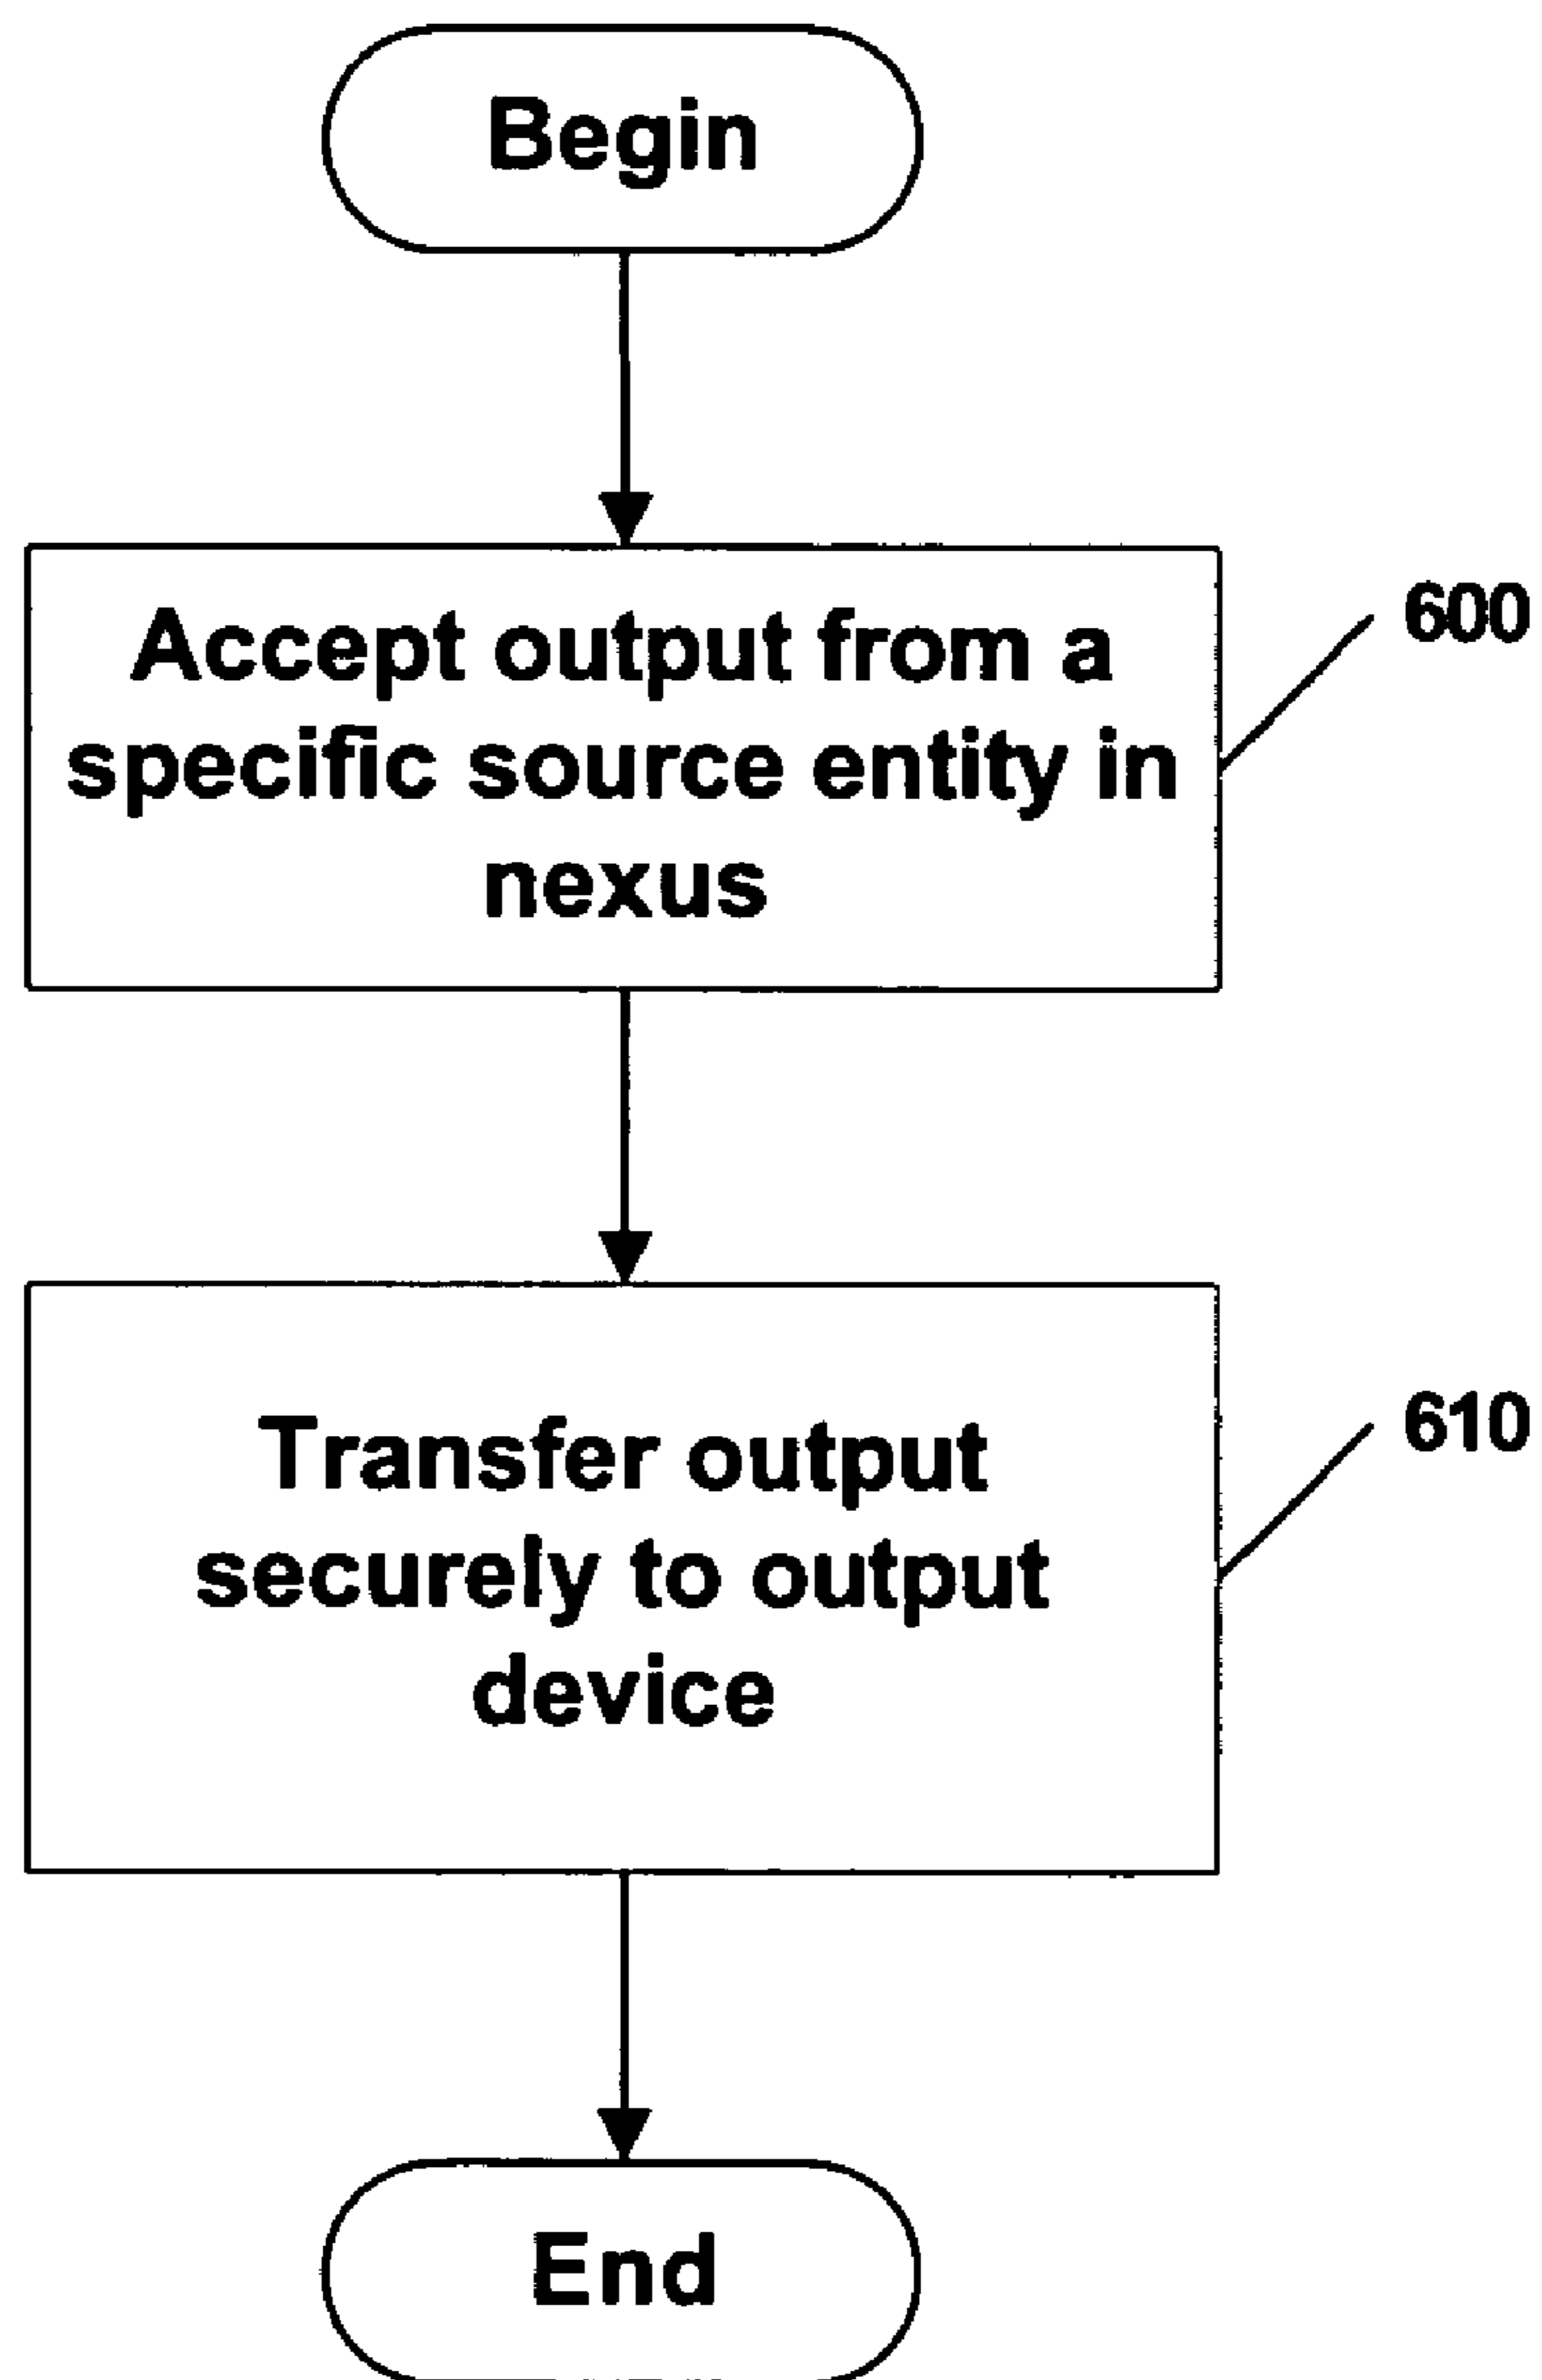 Begin
Accept output from a
specific source entity in
nexus
600
Transfer output
securely to output
device
610
End